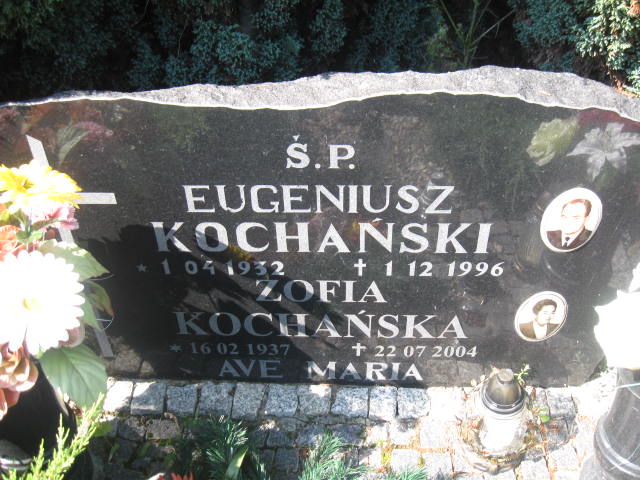 Ś.P.
EUGENIUSZ
KOCHAŃSKI
* 1 04 1932 † 1 12 1996
ZOFIA
KOCHAŃSKA
* 16 02 1937 † 22 07 2004
AVE MARIA